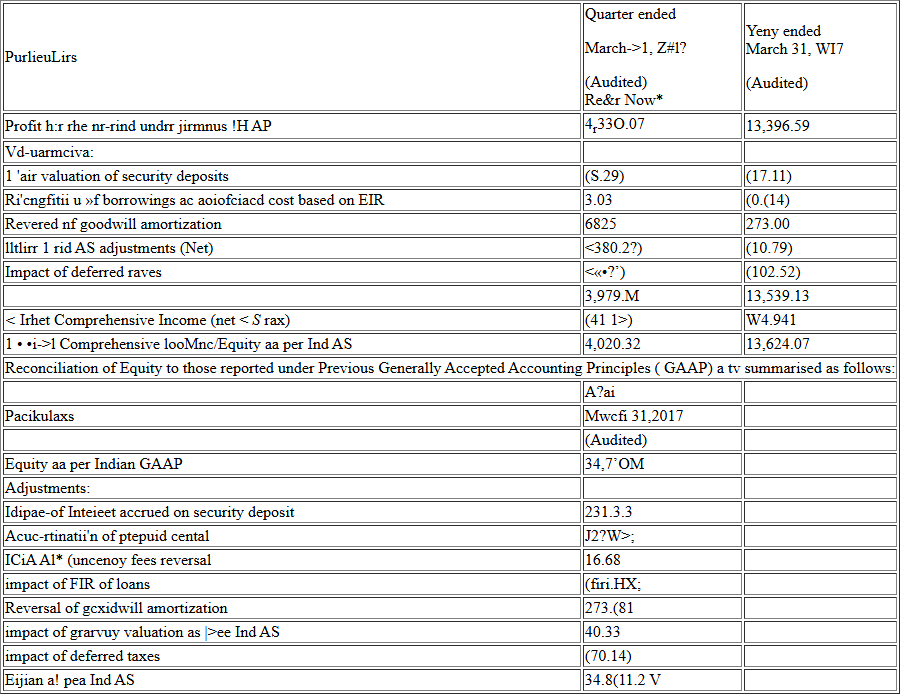 PurlieuLirs
Quarter ended
March->1, Z#l?
(Audited)
Re&r Now*
Yeny ended
March 31, WI7
(Audited)
Profit h:r rhe nr-rind undrr jirmnus !H AP 4,33O.07 13,396.59
Vd-uarmciva:
1 'air valuation of security deposits (S.29) (17.11)
Ri'cngfitii u »f borrowings ac aoiofciacd cost based on EIR 3.03 (0.(14)
Revered nf goodwill amortization 6825 273.00
lltlirr 1 rid AS adjustments (Net) <380.2?) (10.79)
Impact of deferred raves <«•?’) (102.52)
3,979.M 13,539.13
< Irhet Comprehensive Income (net < S rax) (41 1>) W4.941
1 • •i->l Comprehensive looMnc/Equity aa per Ind AS 4,020.32 13,624.07
Reconciliation of Equity to those reported under Previous Generally Accepted Accounting Principles ( GAAP) a tv summarised as follows:
A?ai
Pacikulaxs Mwcfi 31,2017
(Audited)
Equity aa per Indian GAAP 34,7’OM
Adjustments:
Idipae-of Inteieet accrued on security deposit 231.3.3
Acuc-rtinatii'n of ptepuid cental J2?W>;
ICiA Al* (uncenoy fees reversal 16.68
impact of FIR of loans (firi.HX;
Reversal of gcxidwill amortization 273.(81
impact of grarvuy valuation as |>ee Ind AS 40.33
impact of deferred taxes (70.14)
Eijian a! pea Ind AS 34.8(11.2 V